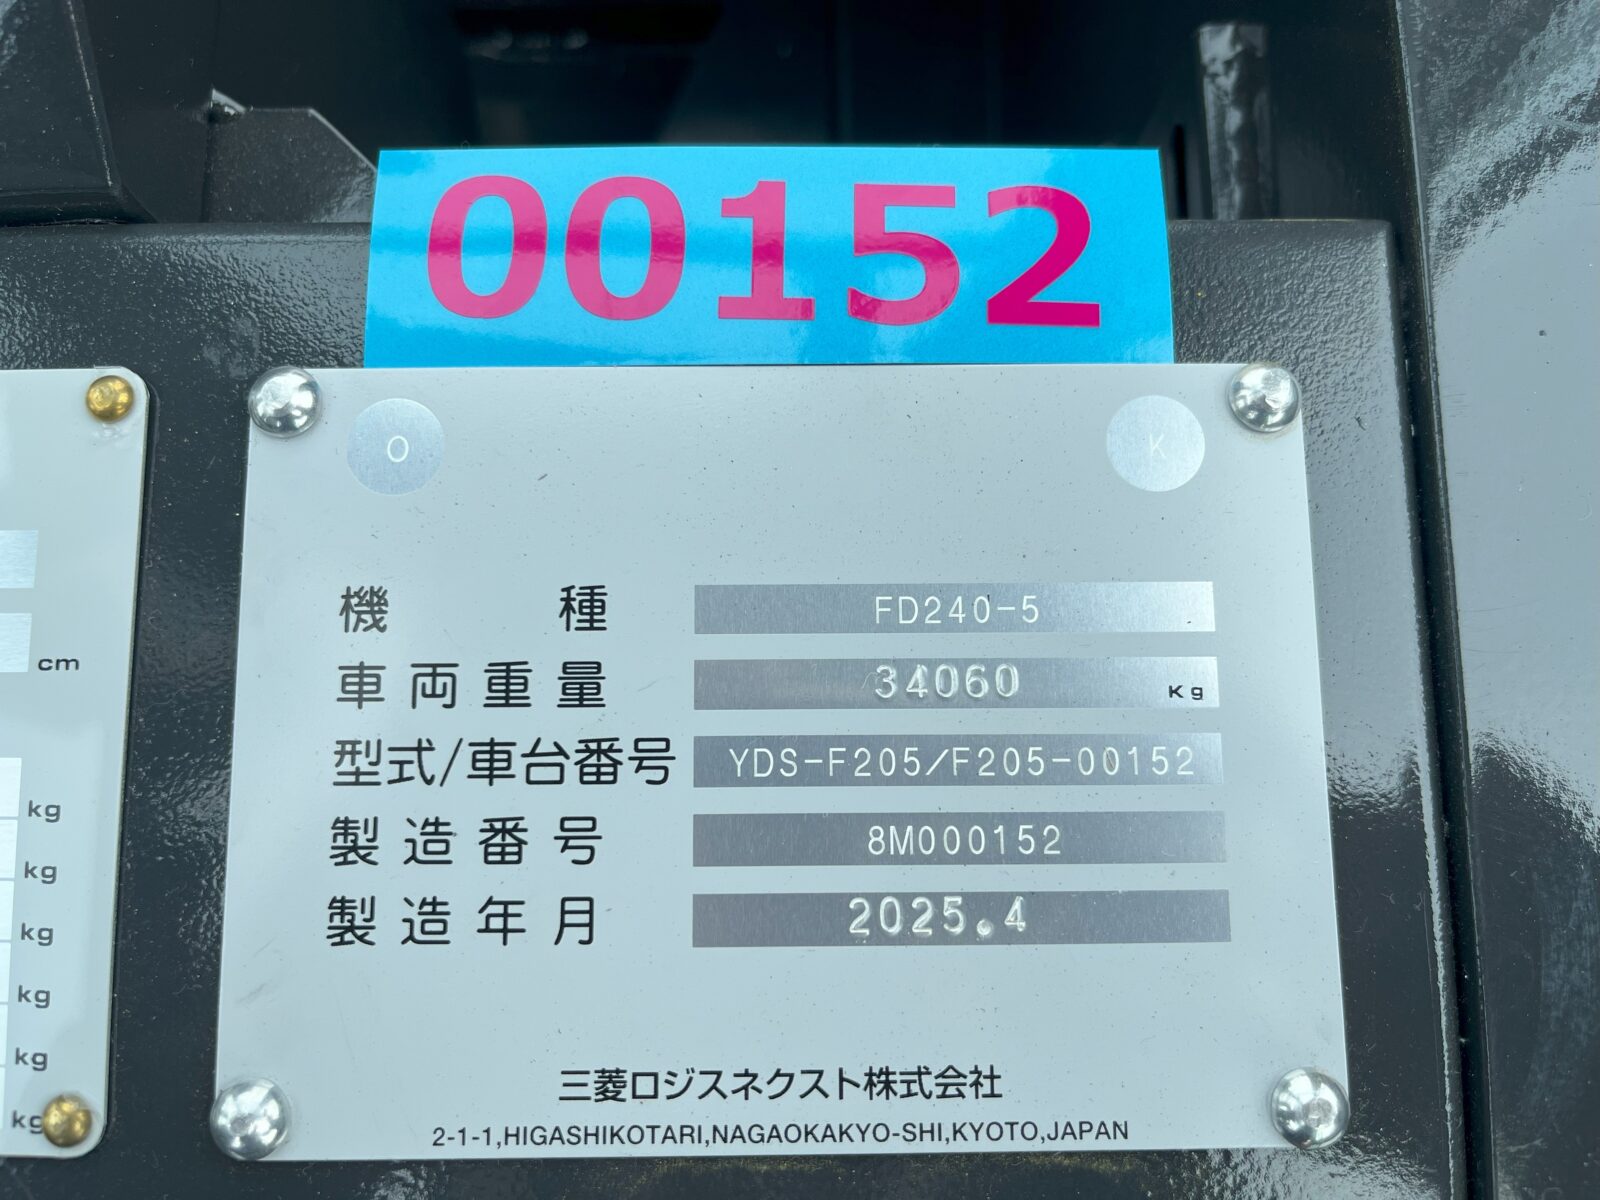 00152
O K
機種 FD240-5
車両重量 34060 Kg
型式/車台番号 YDS-F205/F205-00152
製造番号 8M000152
製造年月 2025.4
三菱ロジスネクスト株式会社
2-1-1,HIGASHIKOTARI,NAGAOKAKYO-SHI,KYOTO,JAPAN
cm
kg
kg
kg
kg
kg
kg